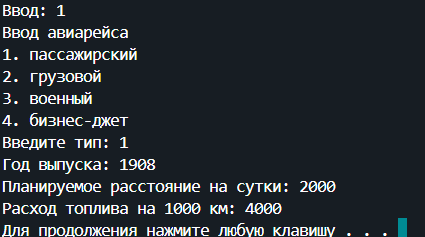 Ввод: 1
Ввод авиарейса
1. пассажирский
2. грузовой
3. военный
4. бизнес-джет
Введите тип: 1
Год выпуска: 1908
Планируемое расстояние на сутки: 2000
Расход топлива на 1000 км: 4000
Для продолжения нажмите любую клавишу . . .